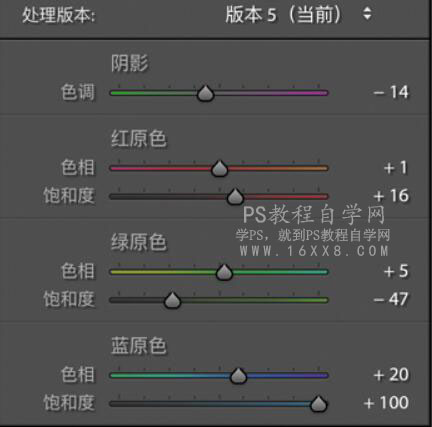 处理版本: 版本 5（当前）
阴影
色调 － 14
红原色
色相 + 1
饱和度 + 16
PS教程自学网
学PS，就到PS教程自学网
WWW.16XX8.COM
绿原色
色相 + 5
饱和度 － 47
蓝原色
色相 + 20
饱和度 + 100